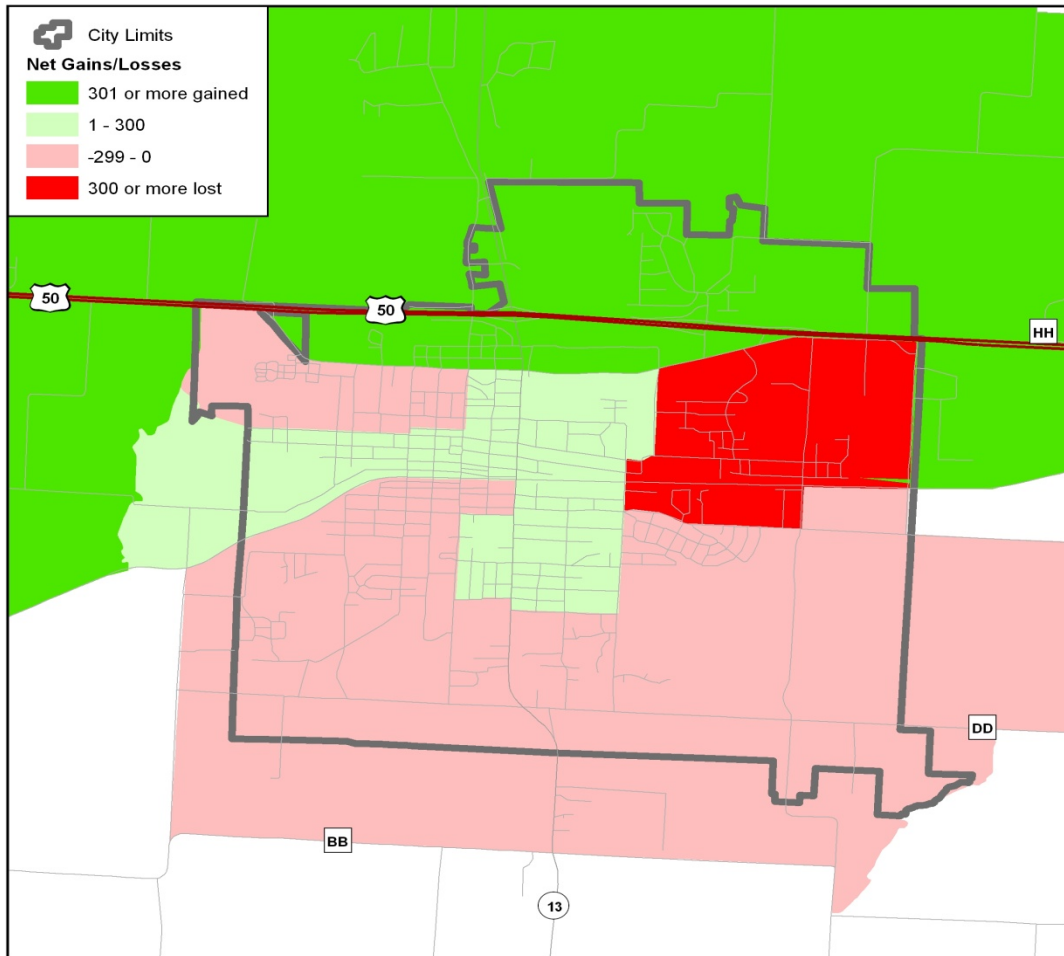 City Limits
Net Gains/Losses
301 or more gained
1 - 300
-299 - 0
300 or more lost
50
50
HH
DD
BB
13